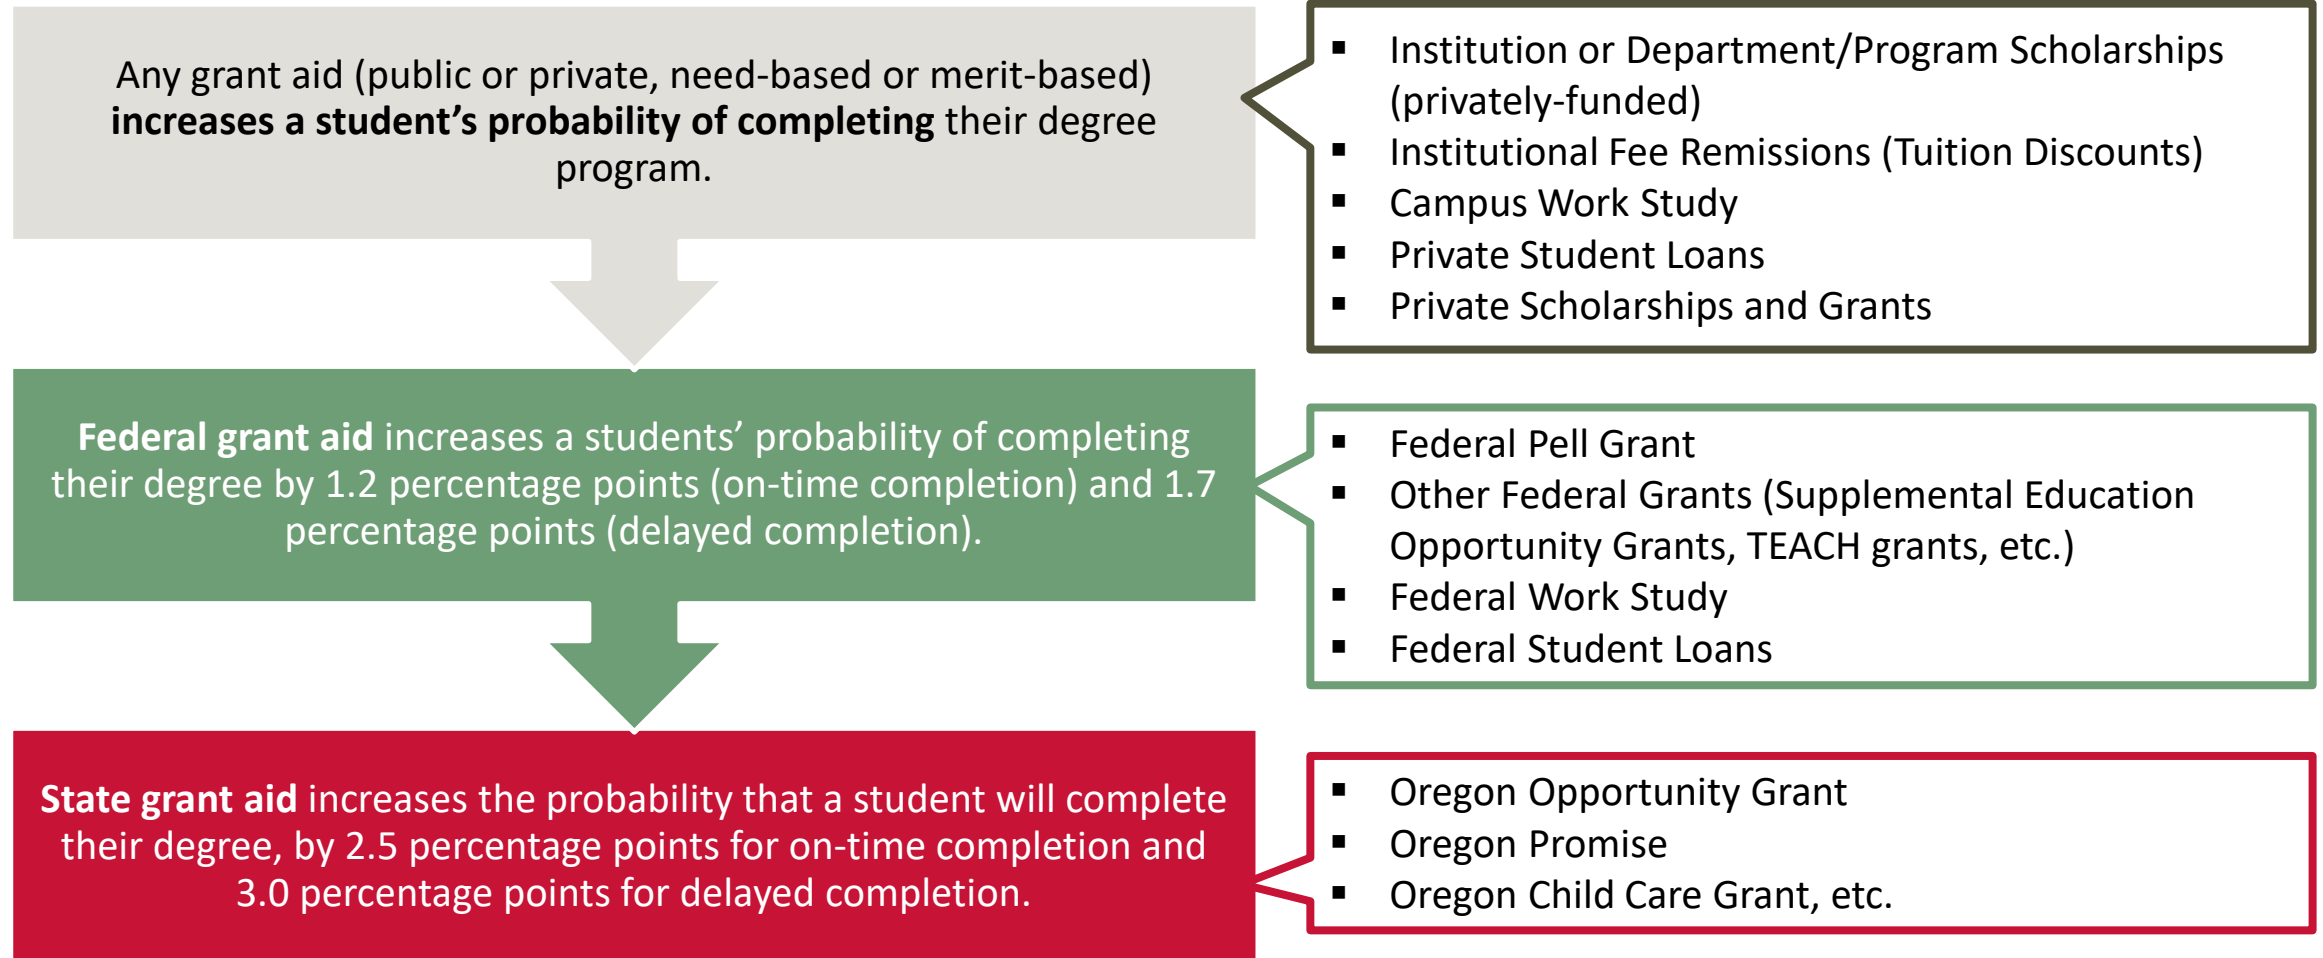 Any grant aid (public or private, need-based or merit-based)
increases a student’s probability of completing their degree
program.
▪ Institution or Department/Program Scholarships
(privately-funded)
▪ Institutional Fee Remissions (Tuition Discounts)
▪ Campus Work Study
▪ Private Student Loans
▪ Private Scholarships and Grants
Federal grant aid increases a students’ probability of completing
their degree by 1.2 percentage points (on-time completion) and 1.7
percentage points (delayed completion).
▪ Federal Pell Grant
▪ Other Federal Grants (Supplemental Education
Opportunity Grants, TEACH grants, etc.)
▪ Federal Work Study
▪ Federal Student Loans
State grant aid increases the probability that a student will complete
their degree, by 2.5 percentage points for on-time completion and
3.0 percentage points for delayed completion.
▪ Oregon Opportunity Grant
▪ Oregon Promise
▪ Oregon Child Care Grant, etc.